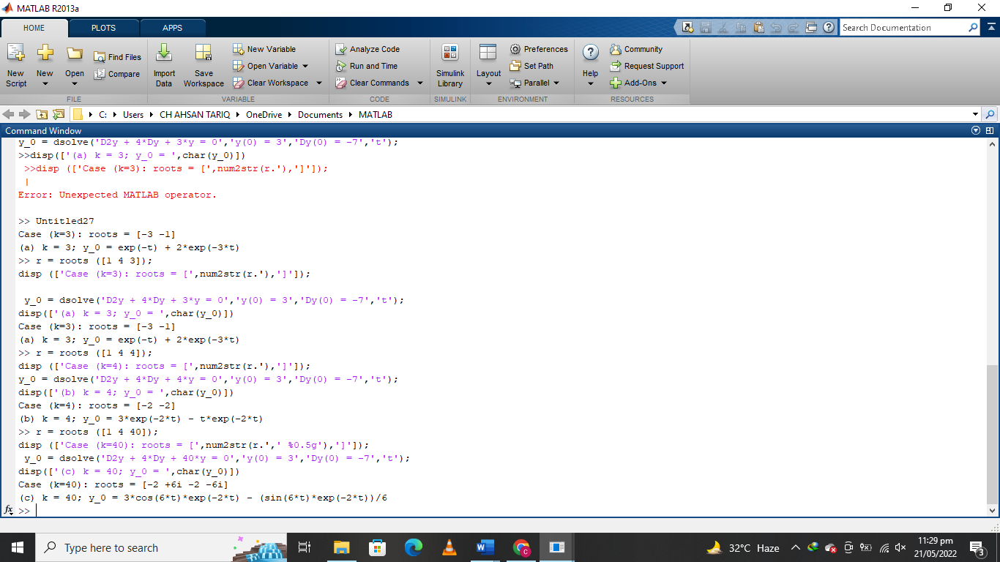 MATLAB R2013a
HOME PLOTS APPS Search Documentation
New Script New Open Find Files Compare Import Data Save Workspace New Variable Open Variable Clear Workspace Analyze Code Run and Time Clear Commands Simulink Library Layout Preferences Set Path Parallel Help Community Request Support Add-Ons
FILE VARIABLE CODE SIMULINK ENVIRONMENT RESOURCES
C: Users CH AHSAN TARIQ OneDrive Documents MATLAB
Command Window
y_0 = dsolve('D2y + 4*Dy + 3*y = 0','y(0) = 3','Dy(0) = -7','t');
>>disp(['(a) k = 3; y_0 = ',char(y_0)])
>>disp (['Case (k=3): roots = [',num2str(r.'),']']);
|
Error: Unexpected MATLAB operator.
>> Untitled27
Case (k=3): roots = [-3 -1]
(a) k = 3; y_0 = exp(-t) + 2*exp(-3*t)
>> r = roots ([1 4 3]);
disp (['Case (k=3): roots = [',num2str(r.'),']']);
y_0 = dsolve('D2y + 4*Dy + 3*y = 0','y(0) = 3','Dy(0) = -7','t');
disp(['(a) k = 3; y_0 = ',char(y_0)])
Case (k=3): roots = [-3 -1]
(a) k = 3; y_0 = exp(-t) + 2*exp(-3*t)
>> r = roots ([1 4 4]);
disp (['Case (k=4): roots = [',num2str(r.'),']']);
y_0 = dsolve('D2y + 4*Dy + 4*y = 0','y(0) = 3','Dy(0) = -7','t');
disp(['(b) k = 4; y_0 = ',char(y_0)])
Case (k=4): roots = [-2 -2]
(b) k = 4; y_0 = 3*exp(-2*t) - t*exp(-2*t)
>> r = roots ([1 4 40]);
disp (['Case (k=40): roots = [',num2str(r.',' %0.5g'),']']);
y_0 = dsolve('D2y + 4*Dy + 40*y = 0','y(0) = 3','Dy(0) = -7','t');
disp(['(c) k = 40; y_0 = ',char(y_0)])
Case (k=40): roots = [-2 +6i -2 -6i]
(c) k = 40; y_0 = 3*cos(6*t)*exp(-2*t) - (sin(6*t)*exp(-2*t))/6
fx >>
Type here to search 32°C Haze 11:29 pm
21/05/2022 3